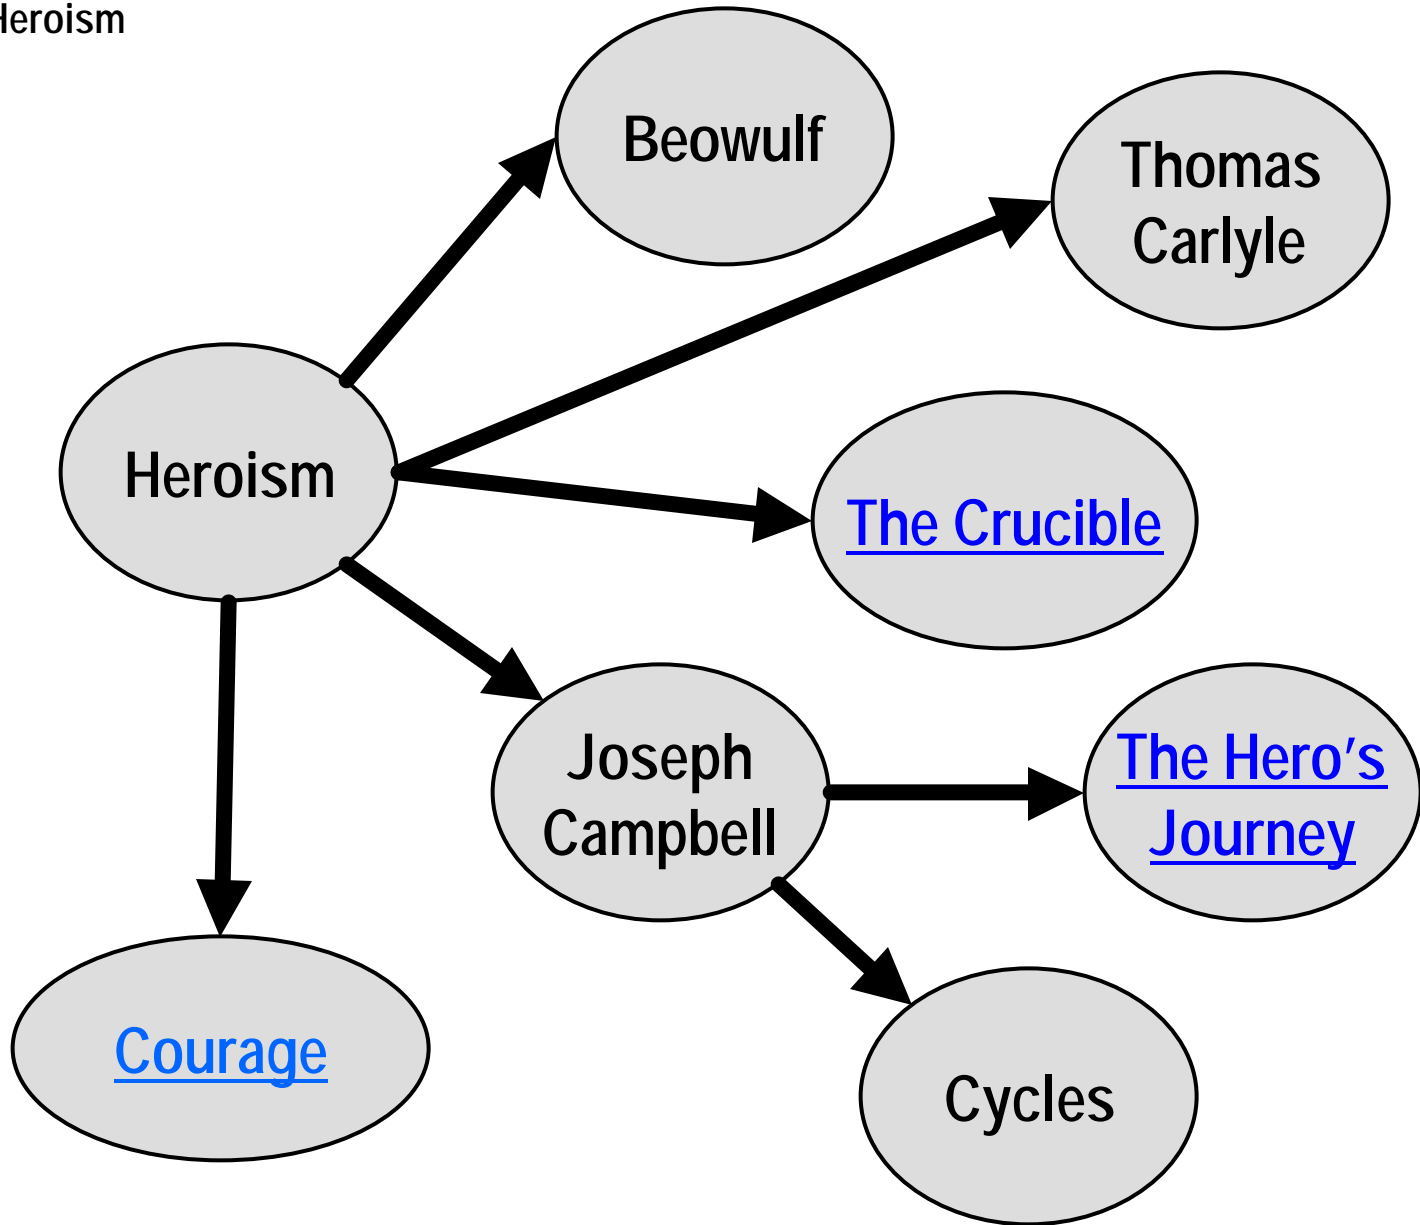 Heroism
Beowulf
Thomas
Carlyle
Heroism
The Crucible
Joseph
Campbell
The Hero's
Journey
Courage
Cycles